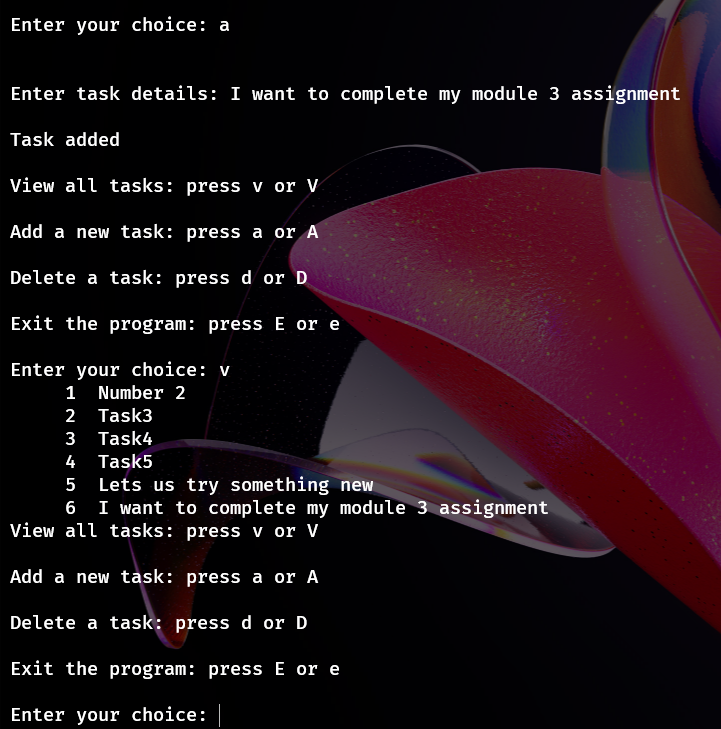 Enter your choice: a
Enter task details: I want to complete my module 3 assignment
Task added
View all tasks: press v or V
Add a new task: press a or A
Delete a task: press d or D
Exit the program: press E or e
Enter your choice: v
1 Number 2
2 Task3
3 Task4
4 Task5
5 Lets us try something new
6 I want to complete my module 3 assignment
View all tasks: press v or V
Add a new task: press a or A
Delete a task: press d or D
Exit the program: press E or e
Enter your choice: